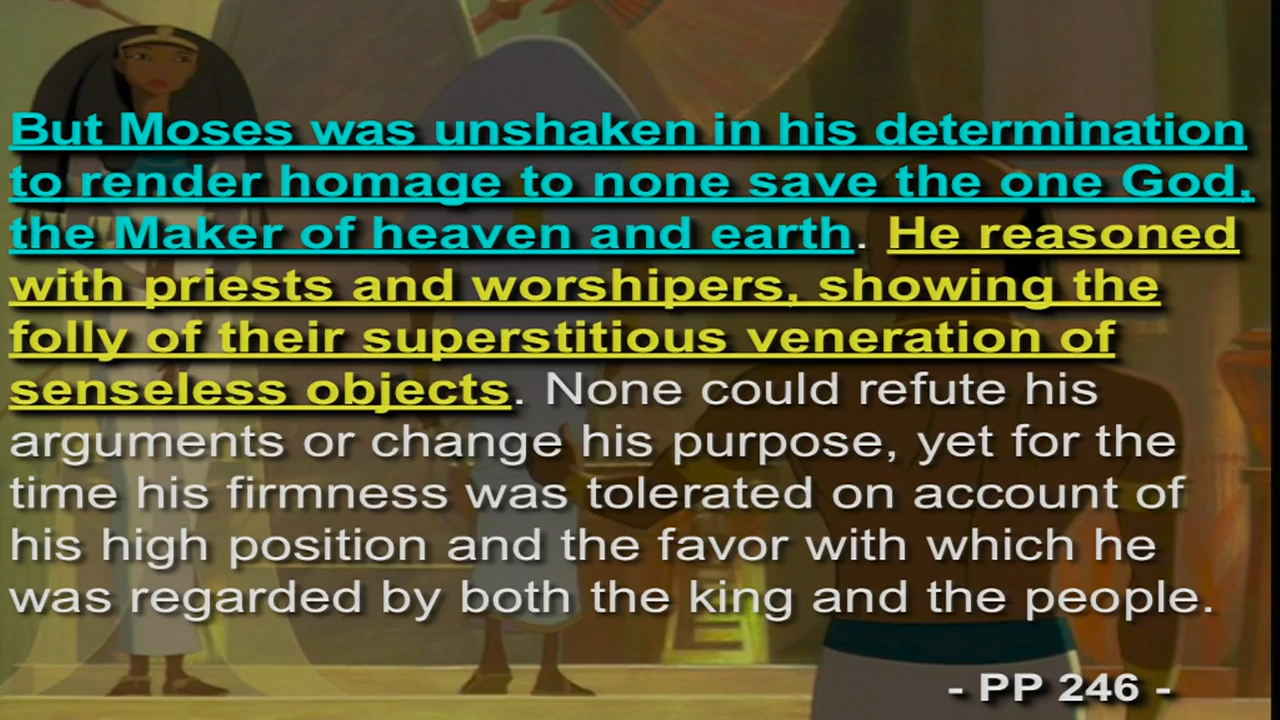 But Moses was unshaken in his determination
to render homage to none save the one God,
the Maker of heaven and earth. He reasoned
with priests and worshipers, showing the
folly of their superstitious veneration of
senseless objects. None could refute his
arguments or change his purpose, yet for the
time his firmness was tolerated on account of
his high position and the favor with which he
was regarded by both the king and the people.
- PP 246 -